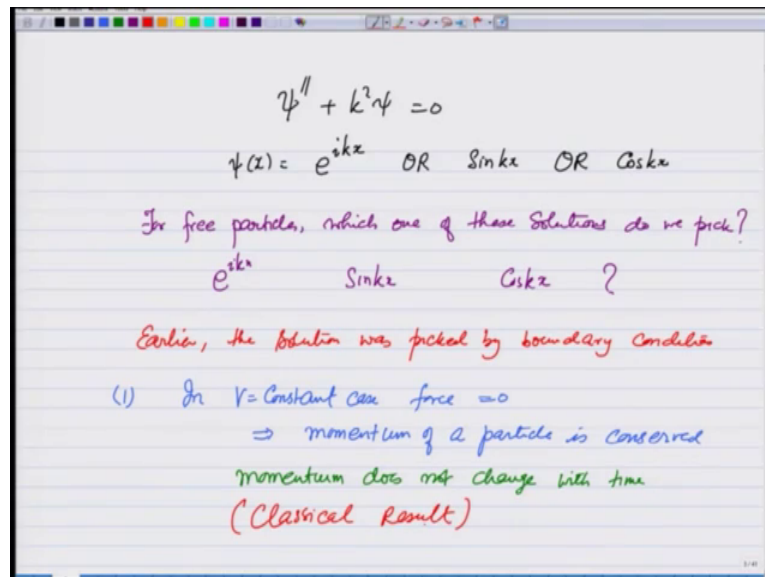 ψ'' + k²ψ = 0
ψ(x) = e^{ikx} OR Sinkx OR Coskx
For free particles, which one of these Solutions do we pick?
e^{ikx} Sinkx Coskx ?
Earlier, the solution was picked by boundary condition
(1) In V = Constant case force = 0
⇒ momentum of a particle is conserved
momentum does not change with time
(Classical Result)